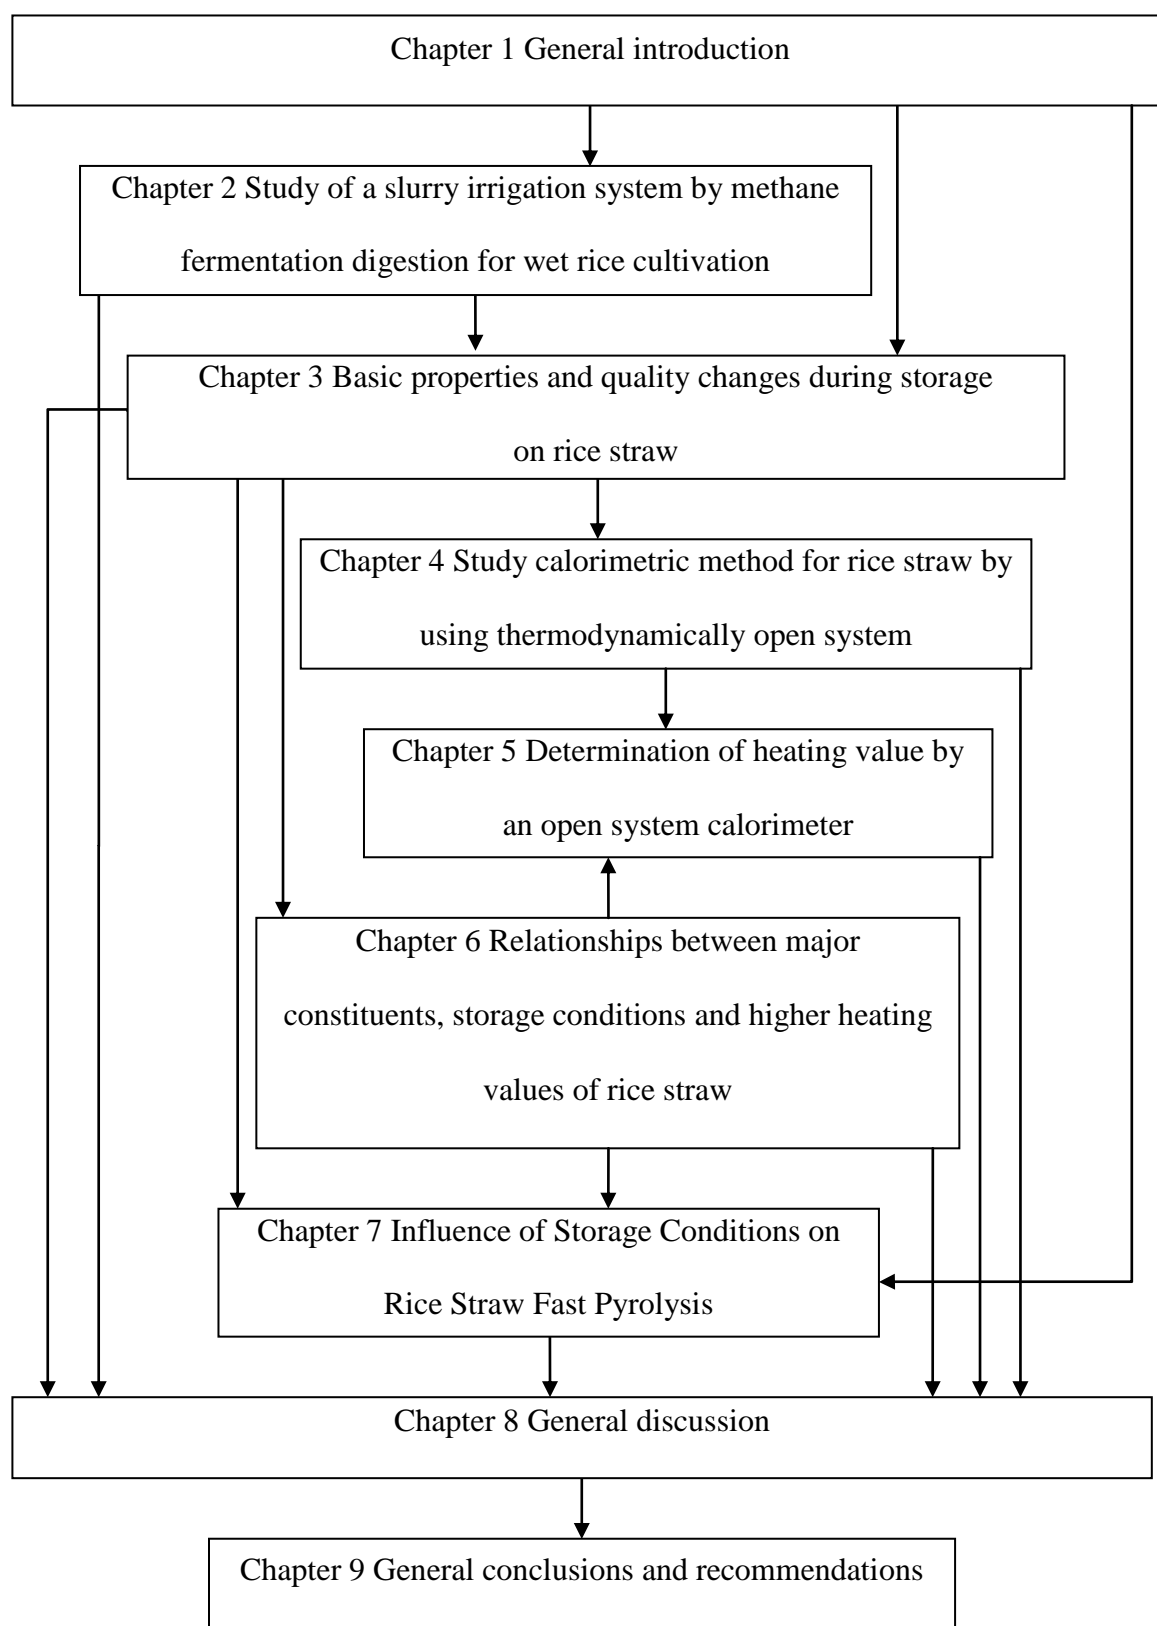 Chapter 1 General introduction
Chapter 2 Study of a slurry irrigation system by methane
fermentation digestion for wet rice cultivation
Chapter 3 Basic properties and quality changes during storage
on rice straw
Chapter 4 Study calorimetric method for rice straw by
using thermodynamically open system
Chapter 5 Determination of heating value by
an open system calorimeter
Chapter 6 Relationships between major
constituents, storage conditions and higher heating
values of rice straw
Chapter 7 Influence of Storage Conditions on
Rice Straw Fast Pyrolysis
Chapter 8 General discussion
Chapter 9 General conclusions and recommendations